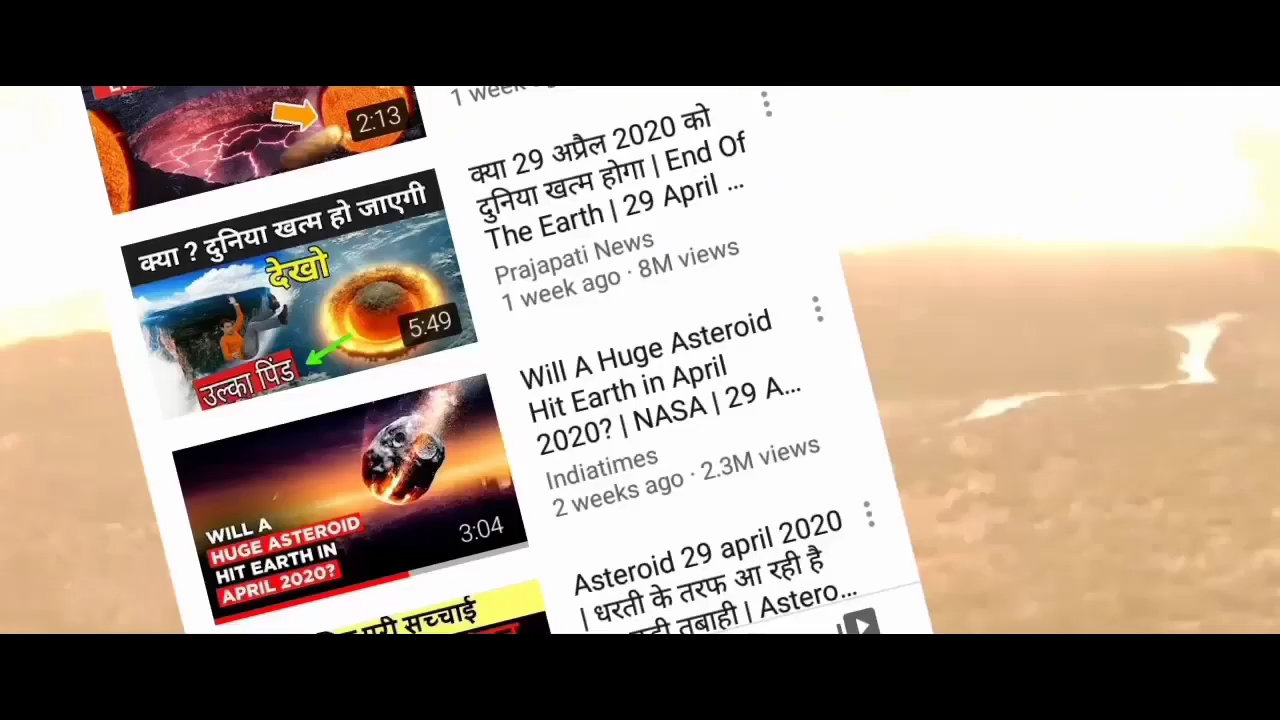 1 week
2:13
क्या 29 अप्रैल 2020 को
दुनिया खत्म होगा | End Of
The Earth | 29 April ...
Prajapati News
1 week ago · 8M views
क्या ? दुनिया खत्म हो जाएगी
देखो
5:49
उल्का पिंड
Will A Huge Asteroid
Hit Earth in April
2020? | NASA | 29 A...
Indiatimes
2 weeks ago · 2.3M views
WILL A
HUGE ASTEROID
HIT EARTH IN
APRIL 2020?
3:04
Asteroid 29 april 2020
| धरती के तरफ आ रही है
तबाही | Astero...
सच्चाई